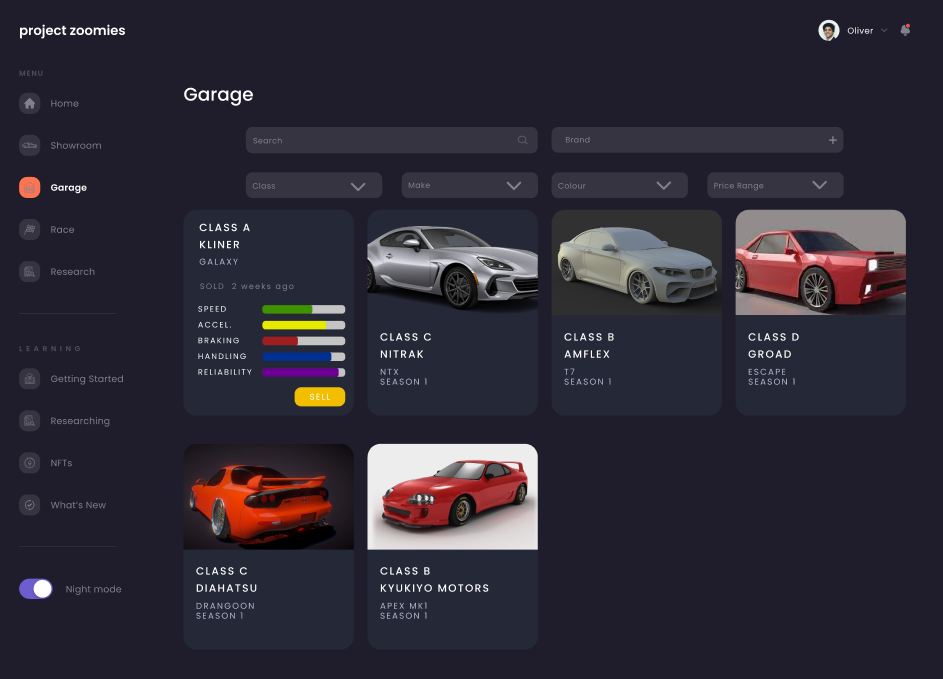 project zoomies
Oliver
MENU
Home
Showroom
Garage
Race
Research
LEARNING
Getting Started
Researching
NFTs
What's New
Night mode
Garage
Search
Brand
Class
Make
Colour
Price Range
CLASS A
KLINER
GALAXY
SOLD 2 weeks ago
SPEED
ACCEL.
BRAKING
HANDLING
RELIABILITY
SELL
CLASS C
NITRAK
NTX
SEASON 1
CLASS B
AMFLEX
T7
SEASON 1
CLASS D
GROAD
ESCAPE
SEASON 1
CLASS C
DIAHATSU
DRANGOON
SEASON 1
CLASS B
KYUKIYO MOTORS
APEX MK1
SEASON 1